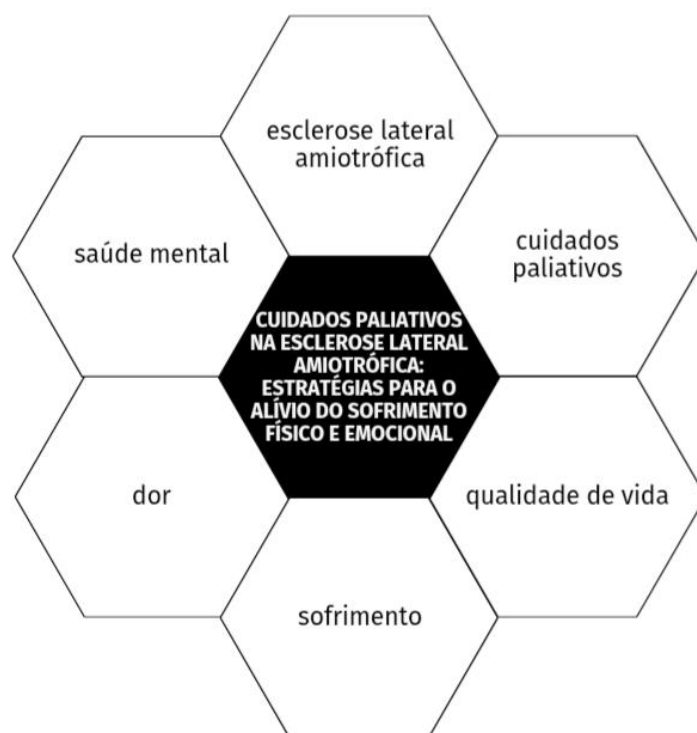 esclerose lateral
amiotrófica
saúde mental
cuidados
paliativos
CUIDADOS PALIATIVOS
NA ESCLEROSE LATERAL
AMIOTRÓFICA:
ESTRATÉGIAS PARA O
ALÍVIO DO SOFRIMENTO
FÍSICO E EMOCIONAL
dor
qualidade de vida
sofrimento